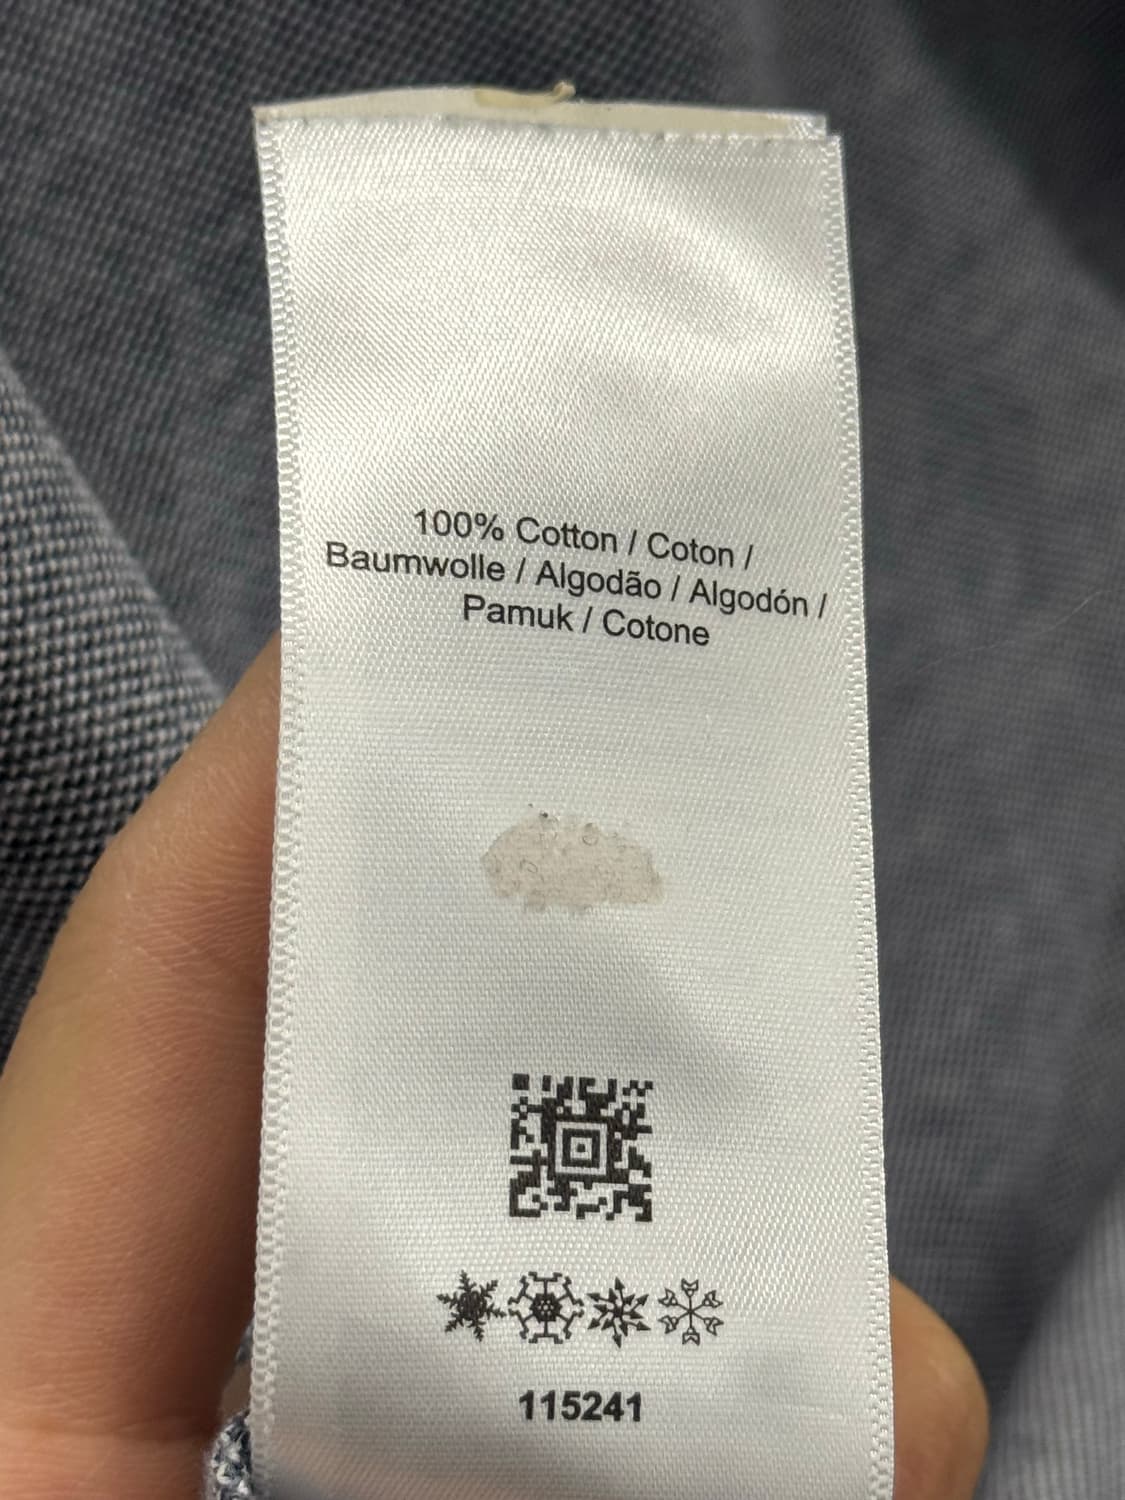 100% Cotton / Coton /
Baumwolle / Algodão / Algodón /
Pamuk / Cotone
115241